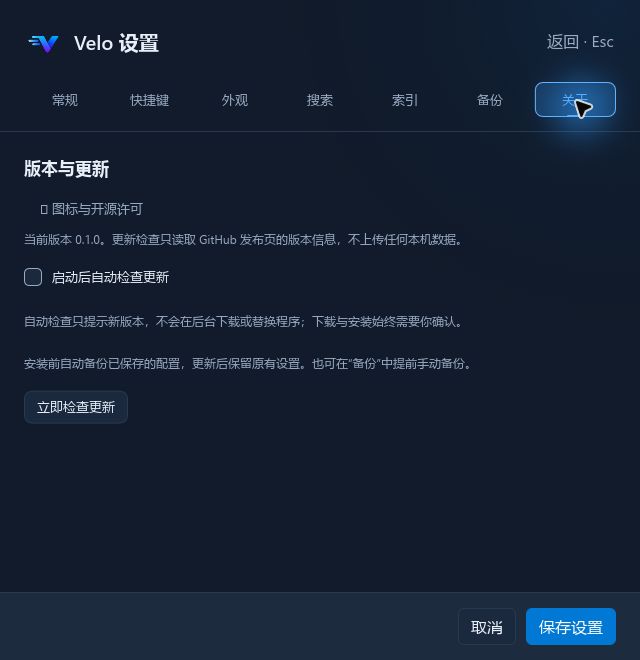 Velo 设置
返回 · Esc
常规 快捷键 外观 搜索 索引 备份 关于
版本与更新
图标与开源许可
当前版本 0.1.0。更新检查只读取 GitHub 发布页的版本信息，不上传任何本机数据。
启动后自动检查更新
自动检查只提示新版本，不会在后台下载或替换程序；下载与安装始终需要你确认。
安装前自动备份已保存的配置，更新后保留原有设置。也可在“备份”中提前手动备份。
立即检查更新
取消 保存设置